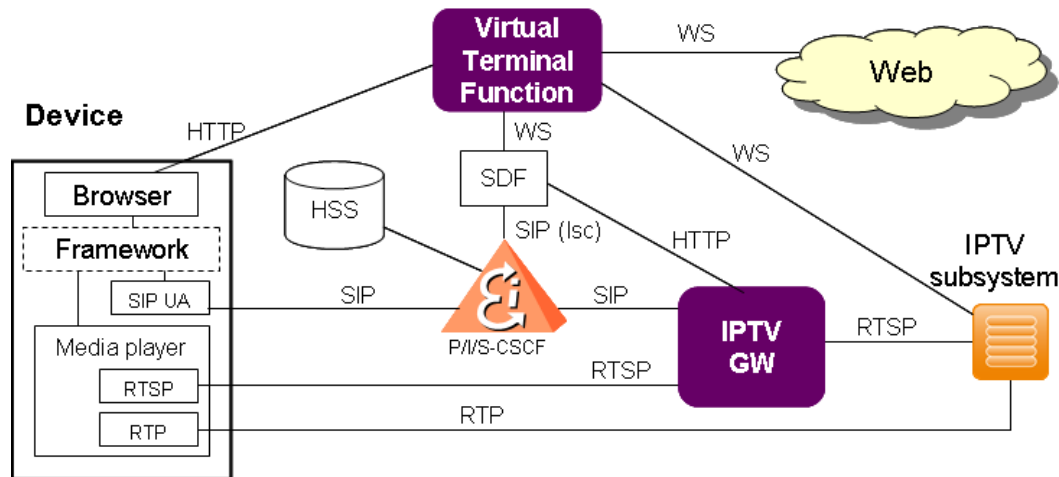 Virtual
Terminal
Function
WS
Web
Device
HTTP
WS
WS
Browser
HSS
SDF
Framework
SIP (Isc)
HTTP
IPTV
subsystem
SIP UA
SIP
SIP
Media player
P/I/S-CSCF
IPTV
GW
RTSP
RTSP
RTSP
RTP
RTP